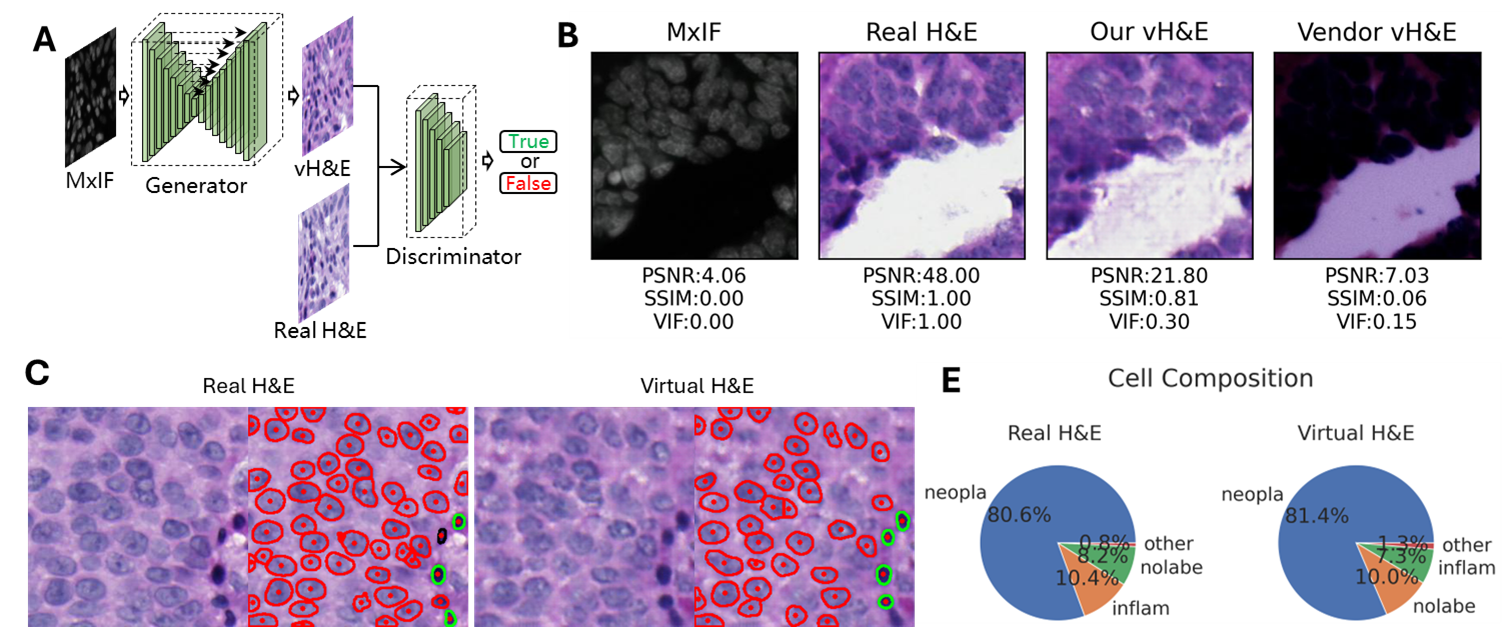 A
MxIF
Generator
vH&E
Real H&E
Discriminator
True
or
False
B
MxIF
Real H&E
Our vH&E
Vendor vH&E
PSNR:4.06
SSIM:0.00
VIF:0.00
PSNR:48.00
SSIM:1.00
VIF:1.00
PSNR:21.80
SSIM:0.81
VIF:0.30
PSNR:7.03
SSIM:0.06
VIF:0.15
C
Real H&E
Virtual H&E
E
Cell Composition
Real H&E
neopla
80.6%
0.8%
other
8.2%
nolabe
10.4%
inflam
Virtual H&E
neopla
81.4%
1.3%
other
7.3%
inflam
10.0%
nolabe